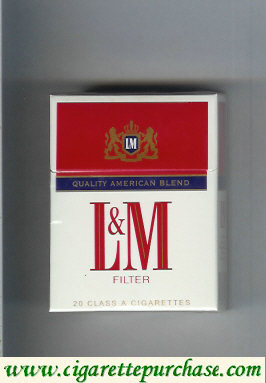 LM
QUALITY AMERICAN BLEND
L&M
FILTER
20 CLASS A CIGARETTES
www.cigarettepurchase.com